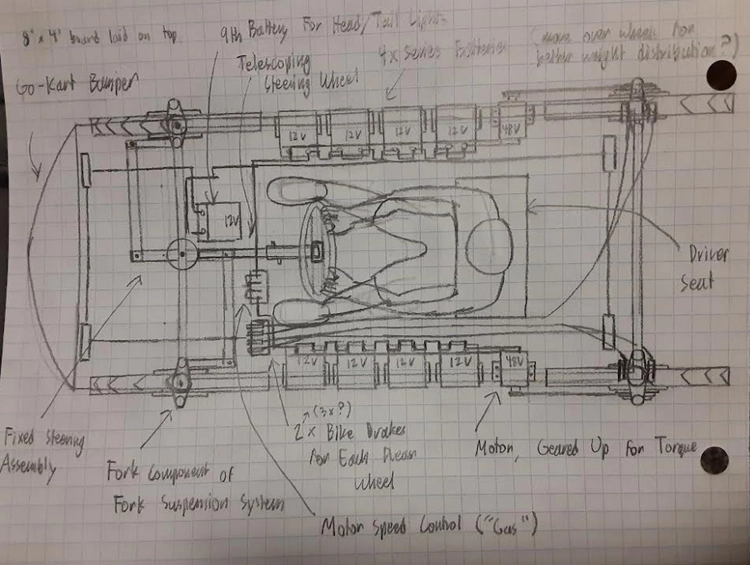 8' x 4' board laid on top
9th Battery For Head/Tail Lights
4x Series Batteries
(move over wheels for
better weight distribution?)
Go-Kart Bumper
Telescoping
Steering Wheel
12V
12V
12V
12V
48V
12V
Driver
Seat
12V
12V
12V
12V
48V
Fixed Steering
Assembly
Fork Component of
Fork Suspension System
(3x?)
2x Bike Brakes
for Each Rear
Wheel
Motor, Geared Up For Torque
Motor Speed Control ("Gas")